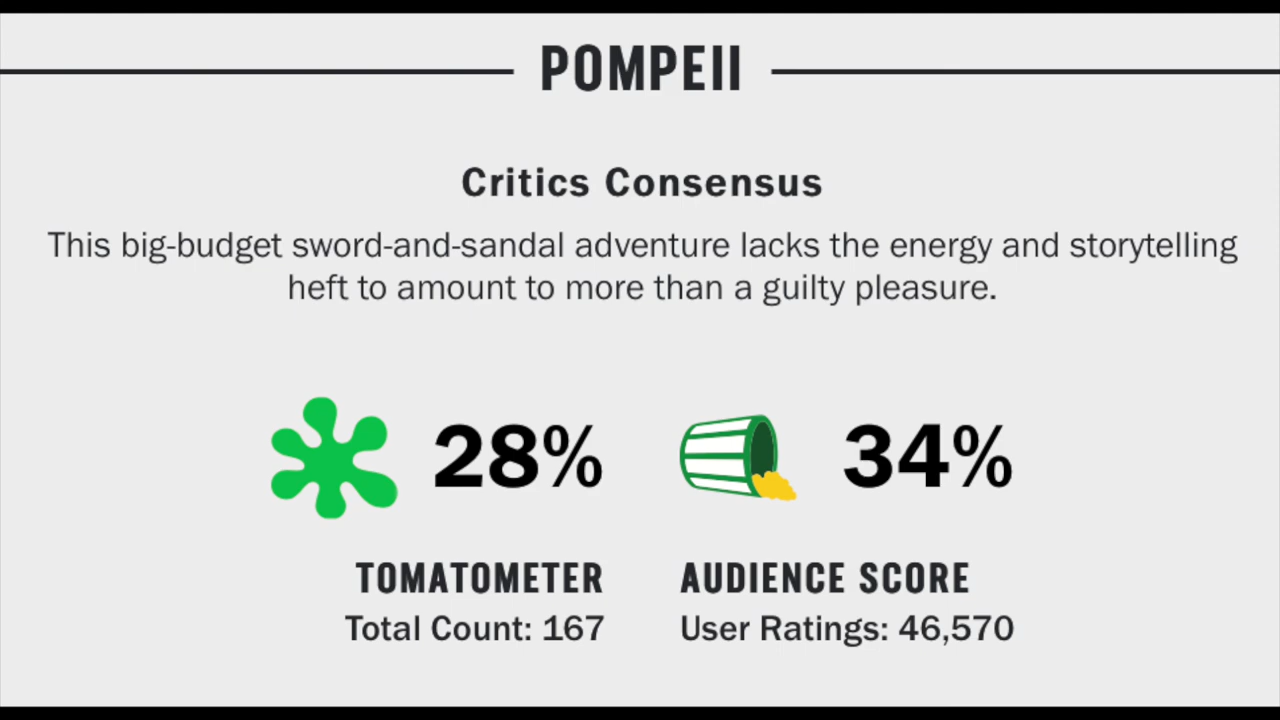 POMPEII
Critics Consensus
This big-budget sword-and-sandal adventure lacks the energy and storytelling
heft to amount to more than a guilty pleasure.
28%
34%
TOMATOMETER
Total Count: 167
AUDIENCE SCORE
User Ratings: 46,570